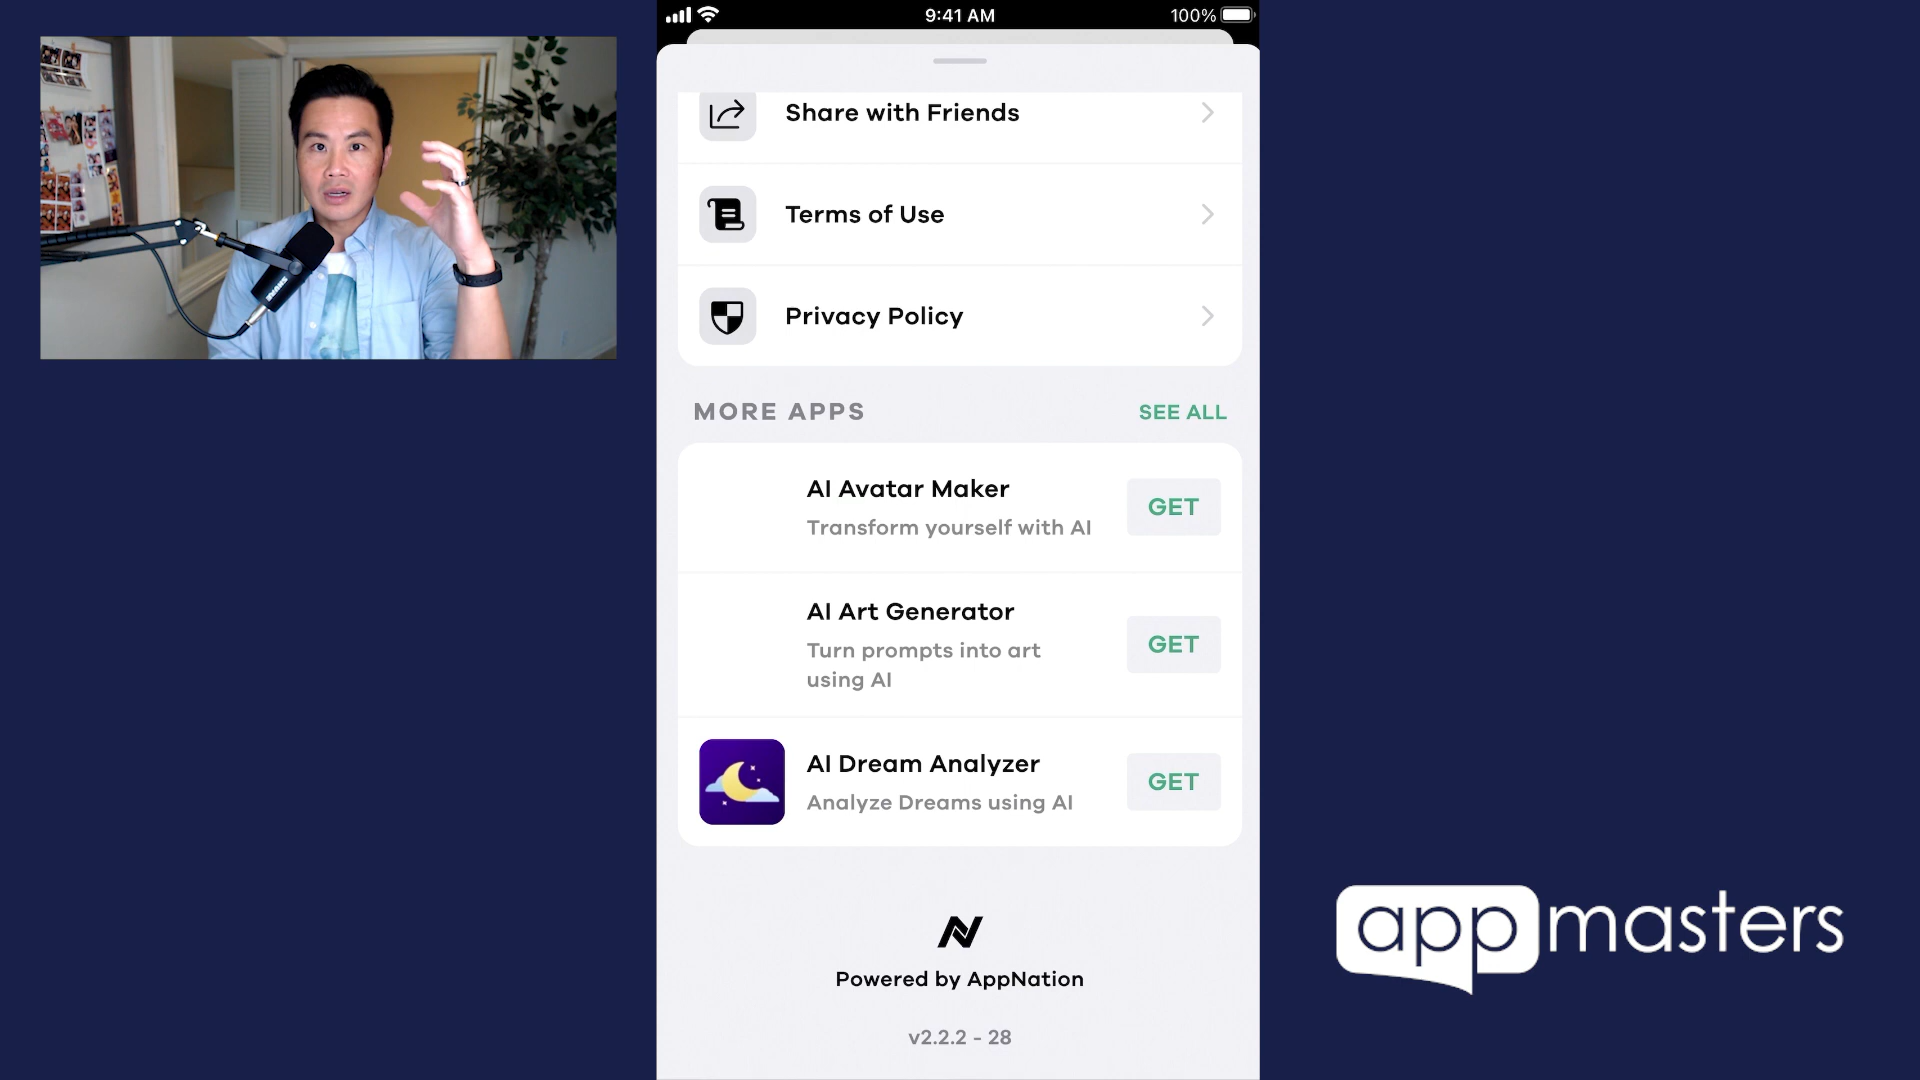 9:41 AM
100%
Share with Friends
Terms of Use
Privacy Policy
MORE APPS
SEE ALL
AI Avatar Maker
Transform yourself with AI
GET
AI Art Generator
Turn prompts into art
using AI
GET
AI Dream Analyzer
Analyze Dreams using AI
GET
Powered by AppNation
v2.2.2 - 28
appmasters
SHURE